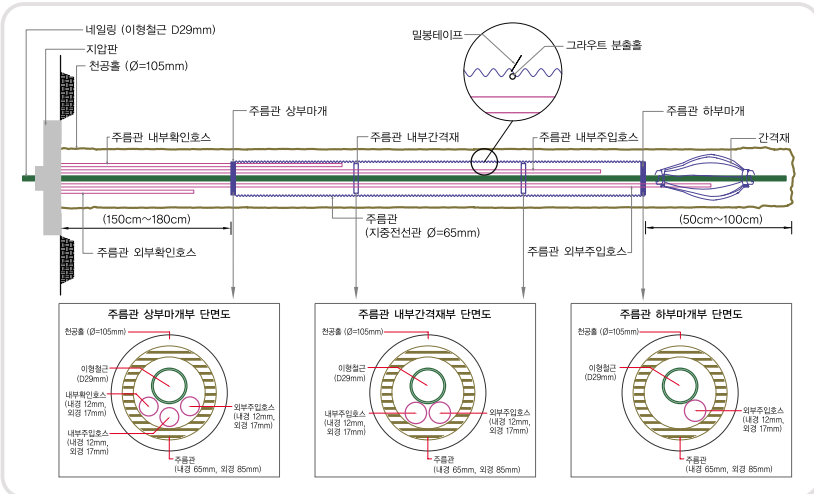 네일링 (이형철근 D29mm)
지압판
천공홀 (Ø=105mm)
밀봉테이프
그라우트 분출홀
주름관 상부마개
주름관 하부마개
주름관 내부확인호스
주름관 내부간격재
주름관 내부주입호스
간격재
(150cm~180cm)
주름관
(지중전선관 Ø=65mm)
(50cm~100cm)
주름관 외부확인호스
주름관 외부주입호스
주름관 상부마개부 단면도
천공홀 (Ø=105mm)
이형철근
(D29mm)
내부확인호스
(내경 12mm,
외경 17mm)
외부주입호스
(내경 12mm,
외경 17mm)
내부주입호스
(내경 12mm,
외경 17mm)
주름관
(내경 65mm, 외경 85mm)
주름관 내부간격재부 단면도
천공홀 (Ø=105mm)
이형철근
(D29mm)
내부주입호스
(내경 12mm,
외경 17mm)
외부주입호스
(내경 12mm,
외경 17mm)
주름관
(내경 65mm, 외경 85mm)
주름관 하부마개부 단면도
천공홀 (Ø=105mm)
이형철근
(D29mm)
외부주입호스
(내경 12mm,
외경 17mm)
주름관
(내경 65mm, 외경 85mm)